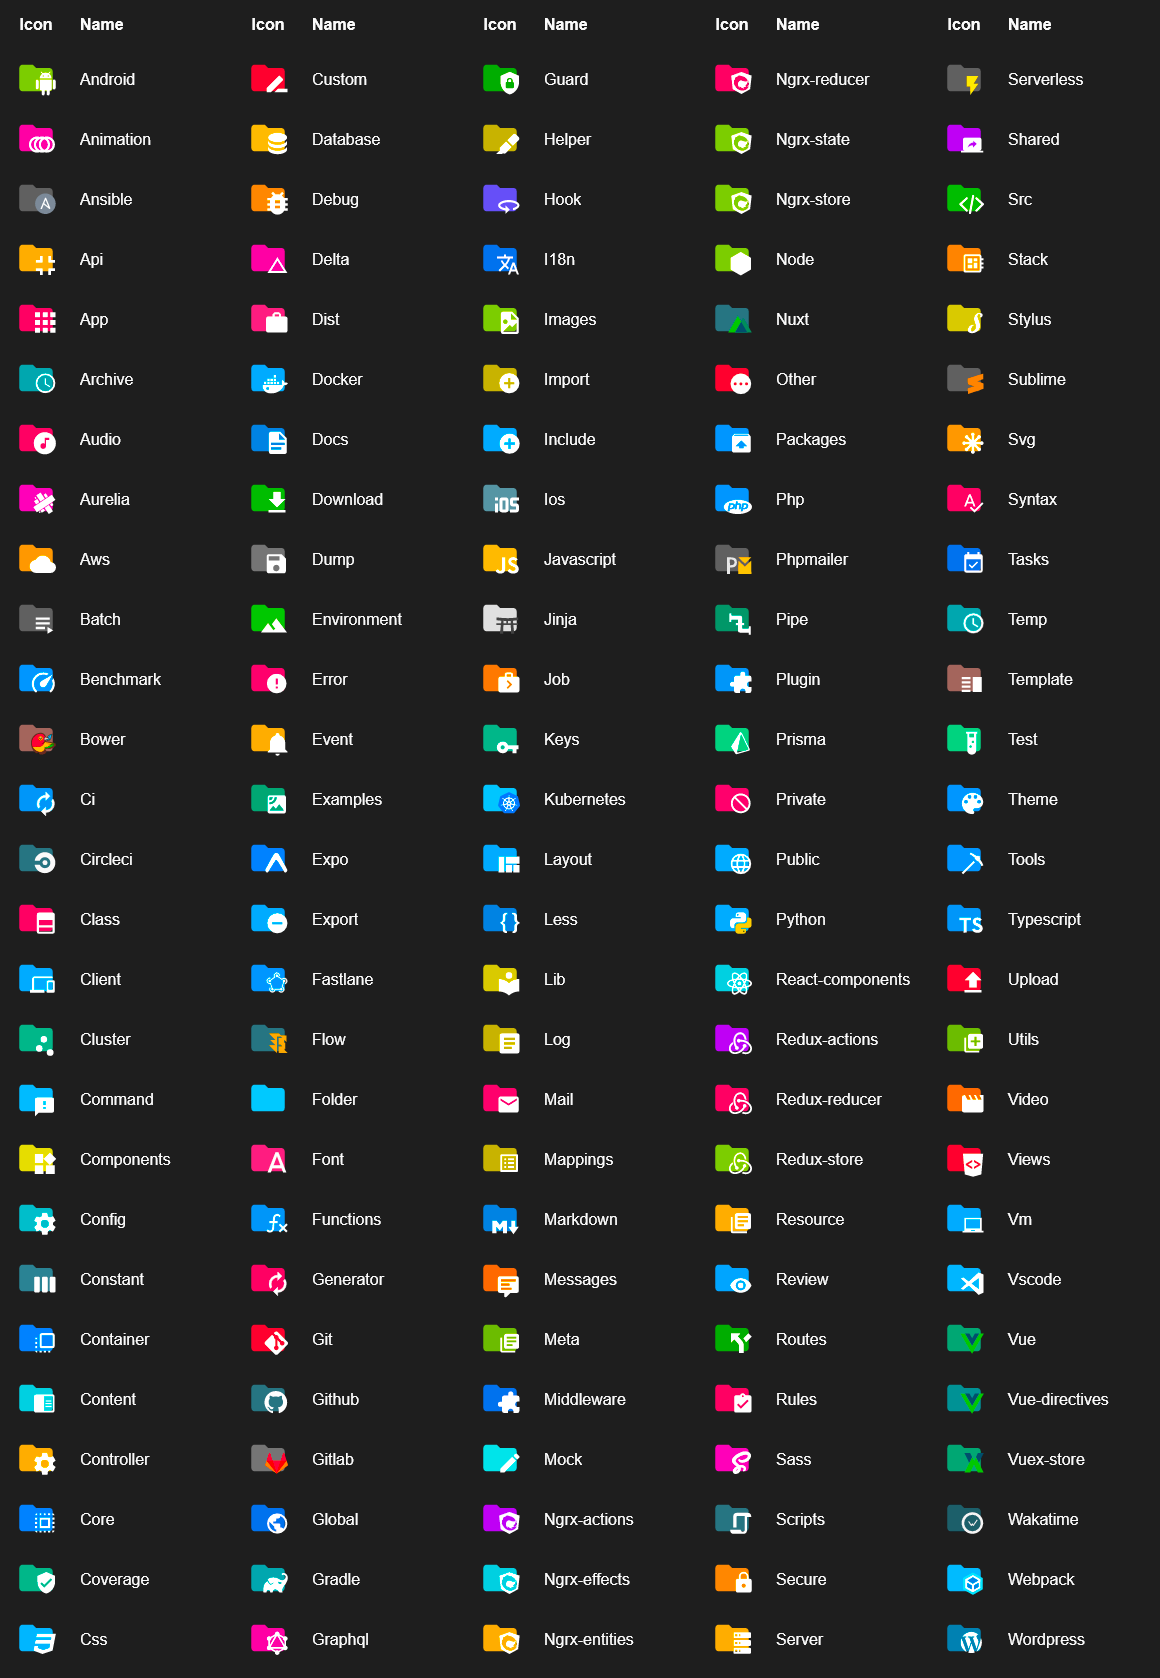 Icon Name Icon Name Icon Name Icon Name Icon Name
Android Custom Guard Ngrx-reducer Serverless
Animation Database Helper Ngrx-state Shared
Ansible Debug Hook Ngrx-store Src
Api Delta I18n Node Stack
App Dist Images Nuxt Stylus
Archive Docker Import Other Sublime
Audio Docs Include Packages Svg
Aurelia Download iOS Ios php Php Syntax
Aws Dump JS Javascript P Phpmailer Tasks
Batch Environment Jinja Pipe Temp
Benchmark Error Job Plugin Template
Bower Event Keys Prisma Test
Ci Examples Kubernetes Private Theme
Circleci Expo Layout Public Tools
Class Export {} Less Python TS Typescript
Client Fastlane Lib React-components Upload
Cluster Flow Log Redux-actions Utils
Command Folder Mail Redux-reducer Video
Components A Font Mappings Redux-store Views
Config fx Functions M Markdown Resource Vm
Constant Generator Messages Review Vscode
Container Git Meta Routes Vue
Content Github Middleware Rules Vue-directives
Controller Gitlab Mock Sass Vuex-store
Core Global Ngrx-actions Scripts Wakatime
Coverage Gradle Ngrx-effects Secure Webpack
Css Graphql Ngrx-entities Server Wordpress